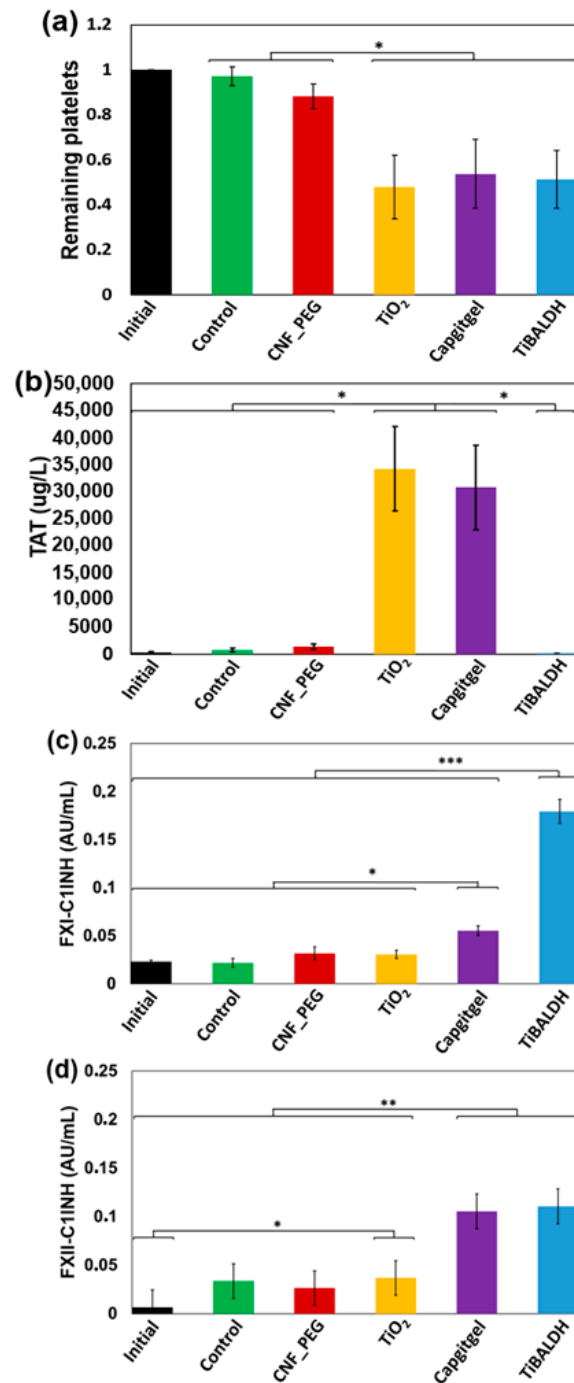 (a)
Remaining platelets
1.2
1
0.8
0.6
0.4
0.2
0
*
Initial
Control
CNF_PEG
TiO₂
Capgitgel
TiBALDH
(b)
TAT (ug/L)
50,000
45,000
40,000
35,000
30,000
25,000
20,000
15,000
10,000
5000
0
*
*
Initial
Control
CNF_PEG
TiO₂
Capgitgel
TiBALDH
(c)
FXI-C1INH (AU/mL)
0.25
0.2
0.15
0.1
0.05
0
***
*
Initial
Control
CNF_PEG
TiO₂
Capgitgel
TiBALDH
(d)
FXII-C1INH (AU/mL)
0.25
0.2
0.15
0.1
0.05
0
**
*
Initial
Control
CNF_PEG
TiO₂
Capgitgel
TiBALDH